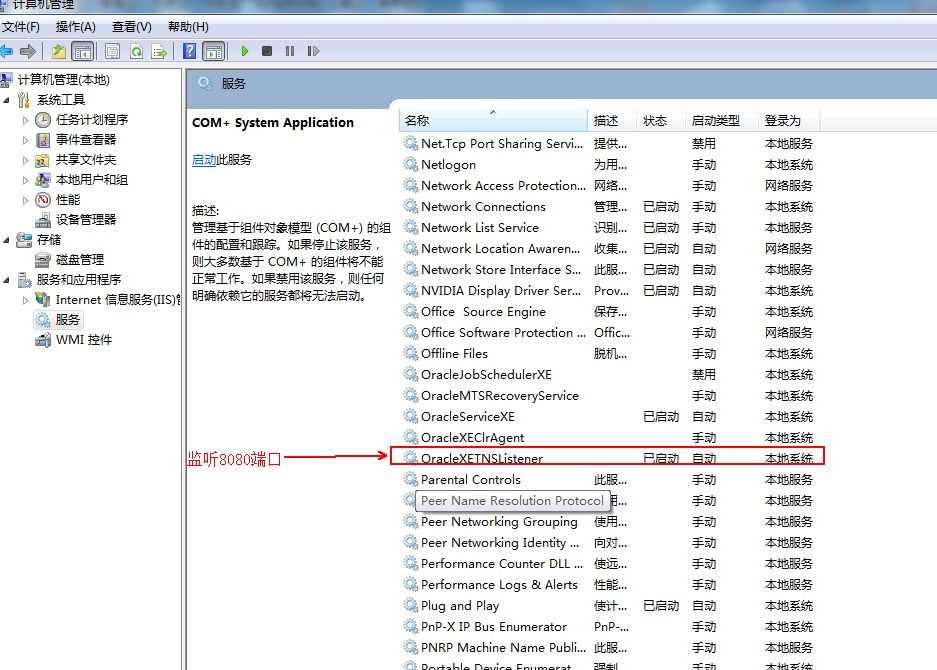 计算机管理
文件(F) 操作(A) 查看(V) 帮助(H)
计算机管理(本地)
系统工具
任务计划程序
事件查看器
共享文件夹
本地用户和组
性能
设备管理器
存储
磁盘管理
服务和应用程序
Internet 信息服务(IIS)
服务
WMI 控件
服务
COM+ System Application
启动此服务
描述:
管理基于组件对象模型 (COM+) 的组
件的配置和跟踪。如果停止该服务，
则大多数基于 COM+ 的组件将不能
正常工作。如果禁用该服务，则任何
明确依赖它的服务都将无法启动。
监听8080端口
名称 描述 状态 启动类型 登录为
Net.Tcp Port Sharing Servi... 提供... 禁用 本地服务
Netlogon 为用... 手动 本地系统
Network Access Protection... 网络... 手动 网络服务
Network Connections 管理... 已启动 手动 本地系统
Network List Service 识别... 已启动 手动 本地服务
Network Location Awaren... 收集... 已启动 自动 网络服务
Network Store Interface S... 此服... 已启动 自动 本地服务
NVIDIA Display Driver Ser... Prov... 已启动 自动 本地系统
Office Source Engine 保存... 手动 本地系统
Office Software Protection ... Offic... 手动 网络服务
Offline Files 脱机... 手动 本地系统
OracleJobSchedulerXE 禁用 本地系统
OracleMTSRecoveryService 手动 本地系统
OracleServiceXE 已启动 自动 本地系统
OracleXEClrAgent 手动 本地系统
OracleXETNSListener 已启动 自动 本地系统
Parental Controls 此服... 手动 本地服务
Peer Name Resolution Protocol 用... 手动 本地服务
Peer Networking Grouping 使用... 手动 本地服务
Peer Networking Identity ... 向对... 手动 本地服务
Performance Counter DLL ... 使远... 手动 本地服务
Performance Logs & Alerts 性能... 手动 本地服务
Plug and Play 使计... 已启动 自动 本地系统
PnP-X IP Bus Enumerator PnP-... 手动 本地系统
PNRP Machine Name Publi... 此服... 手动 本地服务
Portable Device Enumerat... 强制... 手动 本地系统